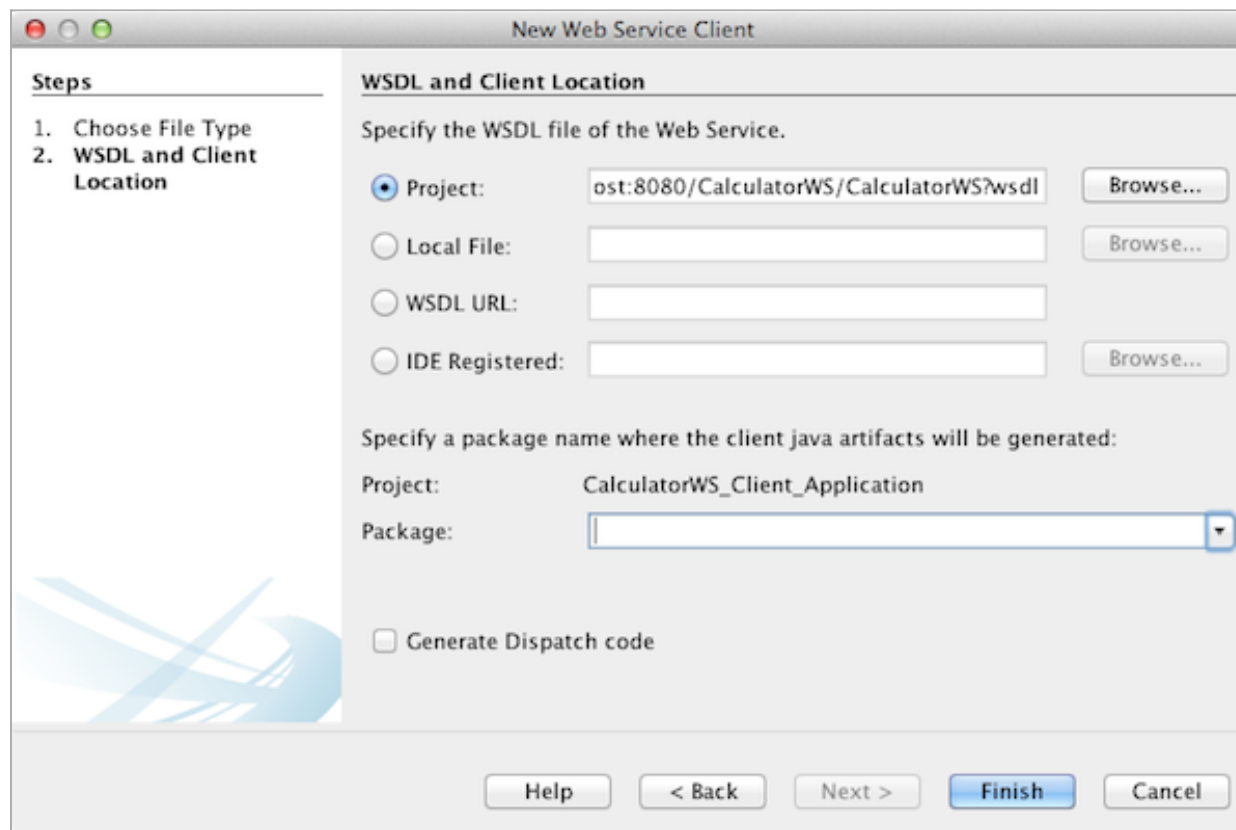 New Web Service Client
Steps
1. Choose File Type
2. WSDL and Client
Location
WSDL and Client Location
Specify the WSDL file of the Web Service.
Project: ost:8080/CalculatorWS/CalculatorWS?wsdl Browse...
Local File: Browse...
WSDL URL:
IDE Registered: Browse...
Specify a package name where the client java artifacts will be generated:
Project: CalculatorWS_Client_Application
Package:
Generate Dispatch code
Help < Back Next > Finish Cancel